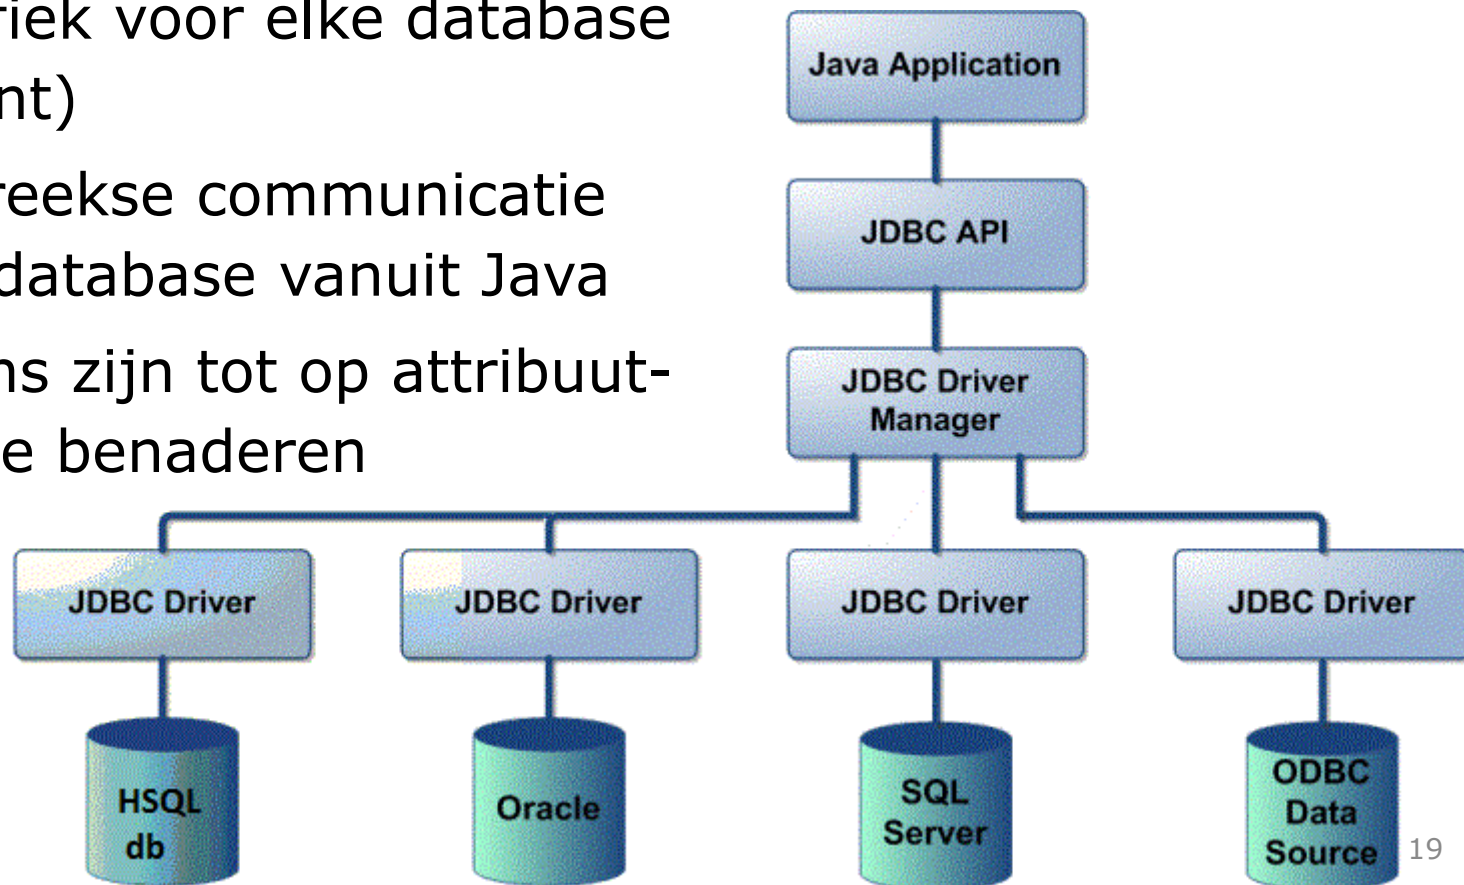 riek voor elke database
nt)
reekse communicatie
database vanuit Java
ns zijn tot op attribuut-
e benaderen
Java Application
JDBC API
JDBC Driver
Manager
JDBC Driver
JDBC Driver
JDBC Driver
JDBC Driver
HSQL
db
Oracle
SQL
Server
ODBC
Data
Source
19